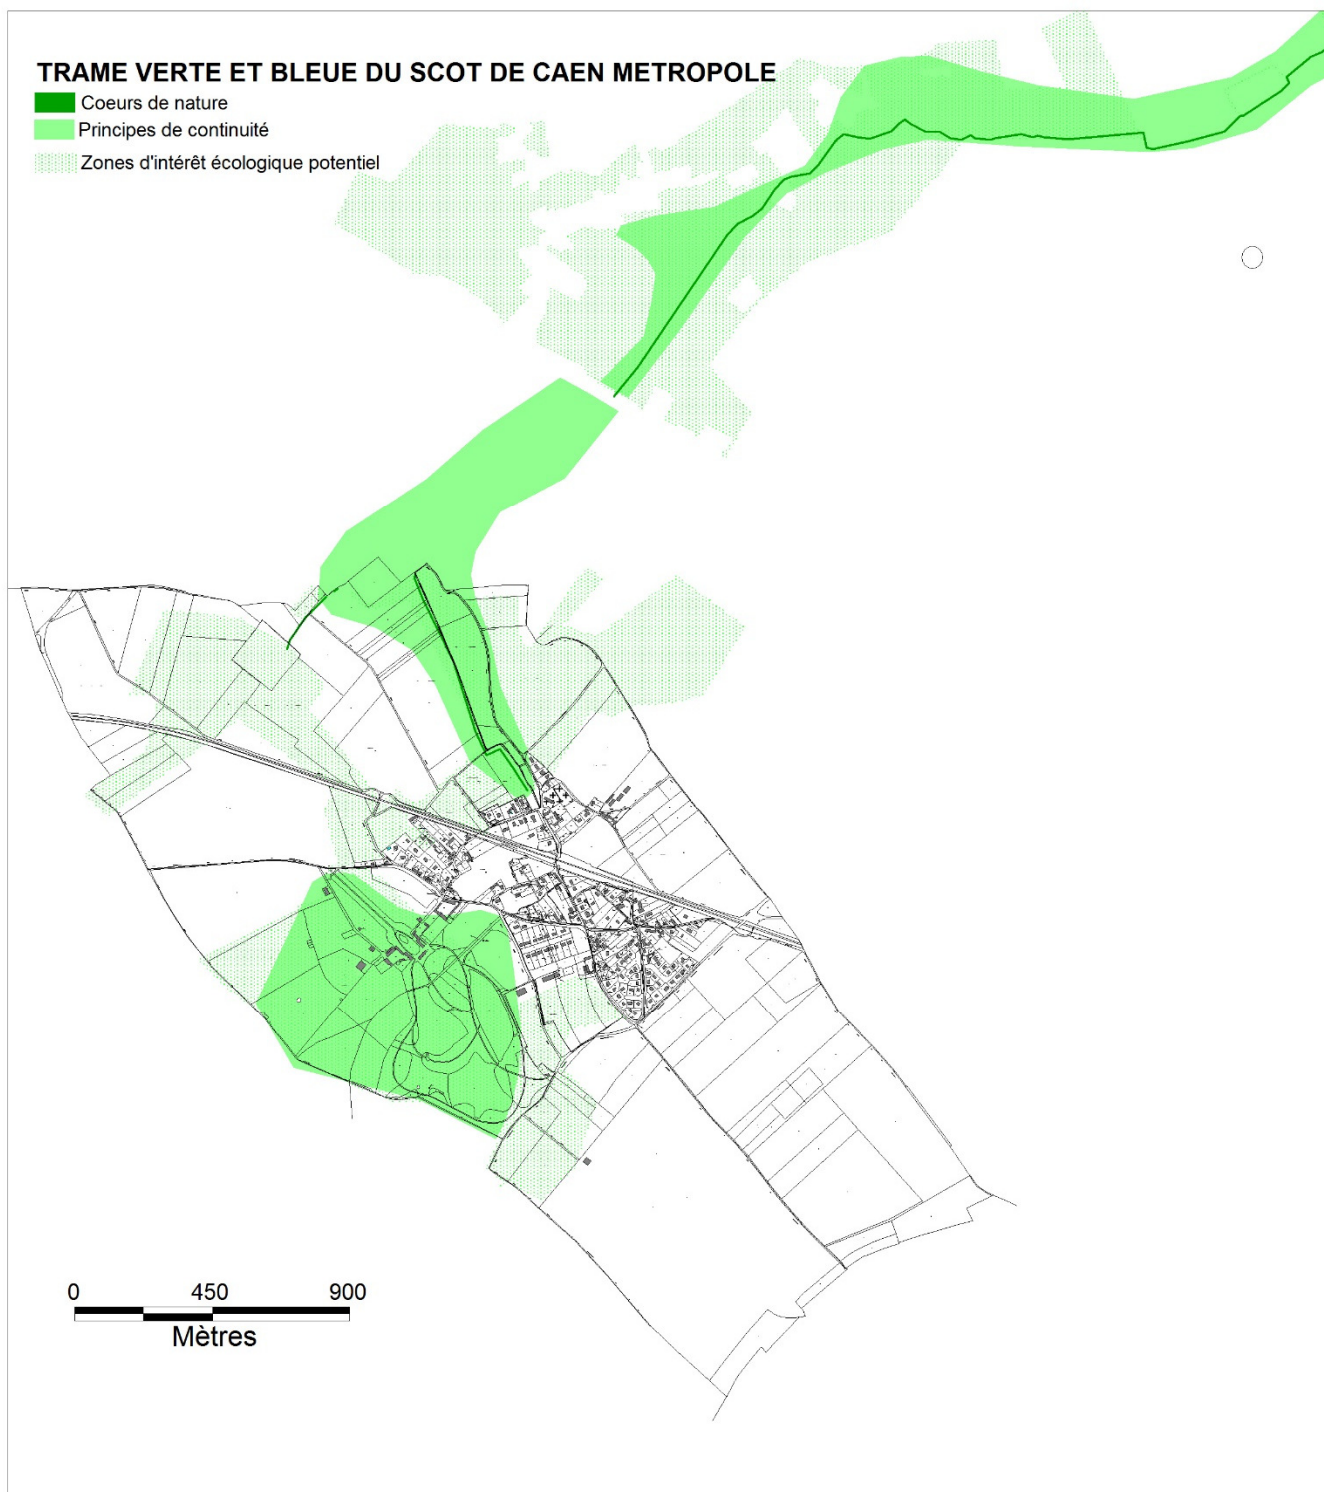 TRAME VERTE ET BLEUE DU SCOT DE CAEN METROPOLE
Coeurs de nature
Principes de continuité
Zones d'intérêt écologique potentiel
0 450 900
Mètres